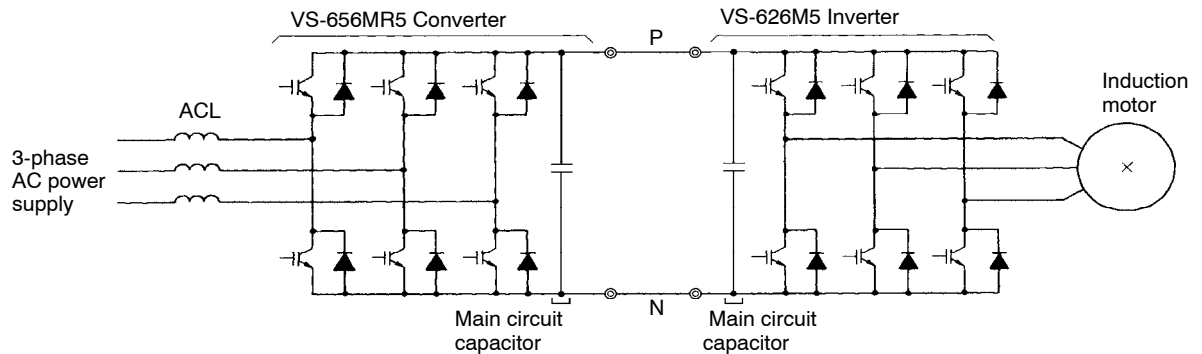 VS-656MR5 Converter
P
VS-626M5 Inverter
ACL
3-phase
AC power
supply
Induction
motor
N
Main circuit
capacitor
Main circuit
capacitor